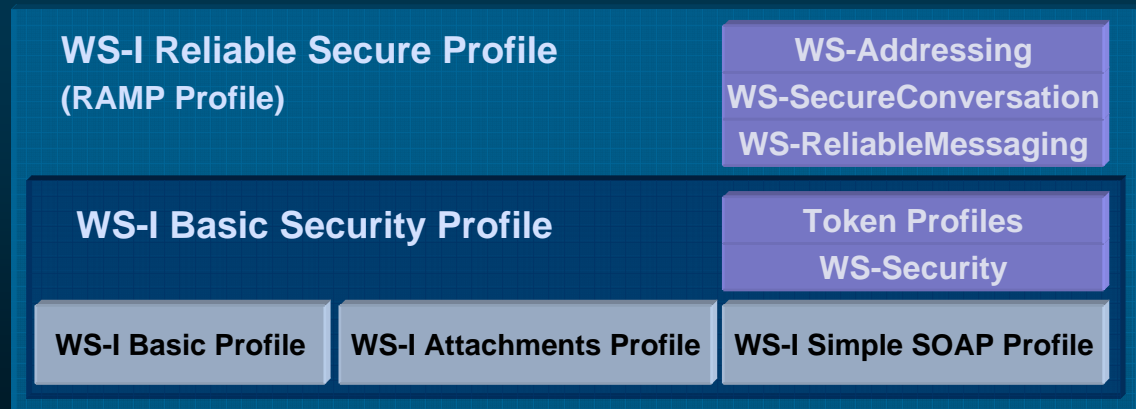 WS-I Reliable Secure Profile
(RAMP Profile)
WS-Addressing
WS-SecureConversation
WS-ReliableMessaging
WS-I Basic Security Profile
Token Profiles
WS-Security
WS-I Basic Profile
WS-I Attachments Profile
WS-I Simple SOAP Profile